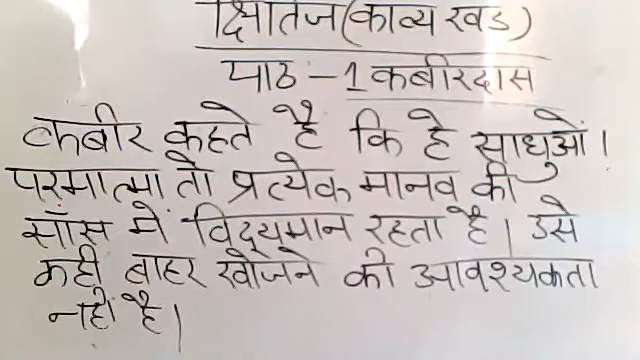 क्षितिज(काव्य खंड)
पाठ -1 कबीरदास
कबीर कहते है कि हे साधुओं।
परमात्मा तो प्रत्येक मानव की
साँस में विद्यमान रहता है। उसे
कही बाहर खोजने की आवश्यकता
नहीं है।